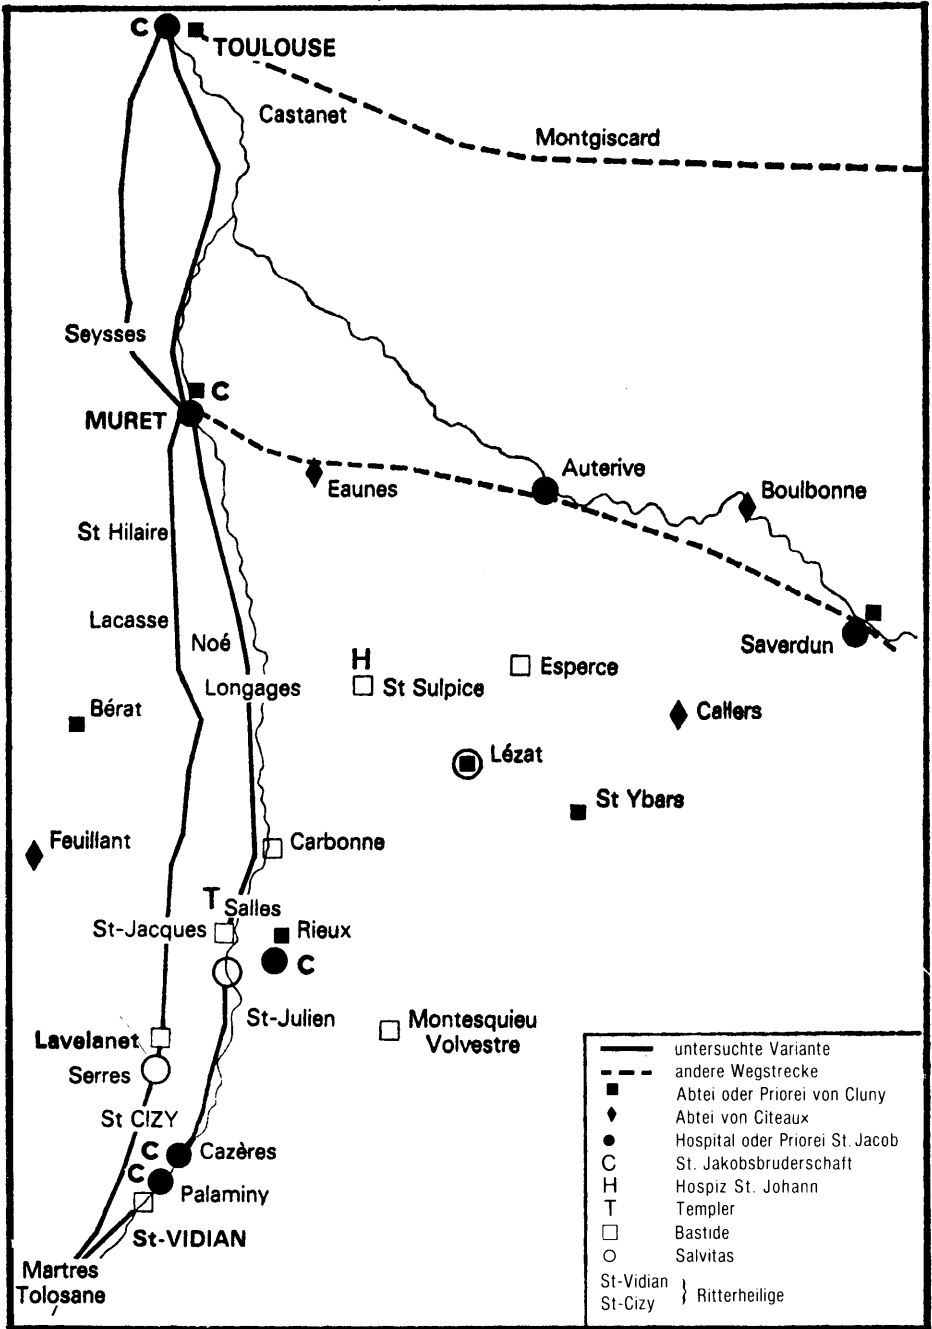 C
TOULOUSE
Castanet
Montgiscard
Seysses
C
MURET
Auterive
Eaunes
Boulbonne
St Hilaire
Lacasse
Noé
Saverdun
H
Esperce
Longages
St Sulpice
Bérat
Callers
Lézat
St Ybars
Feuillant
Carbonne
T
Salles
St-Jacques
Rieux
C
St-Julien
Montesquieu
Volvestre
Lavelanet
Serres
St CIZY
C
Cazères
C
Palaminy
St-VIDIAN
Martres
Tolosane
untersuchte Variante
andere Wegstrecke
Abtei oder Priorei von Cluny
Abtei von Citeaux
Hospital oder Priorei St. Jacob
C St. Jakobsbruderschaft
H Hospiz St. Johann
T Templer
Bastide
Salvitas
St-Vidian
St-Cizy } Ritterheilige